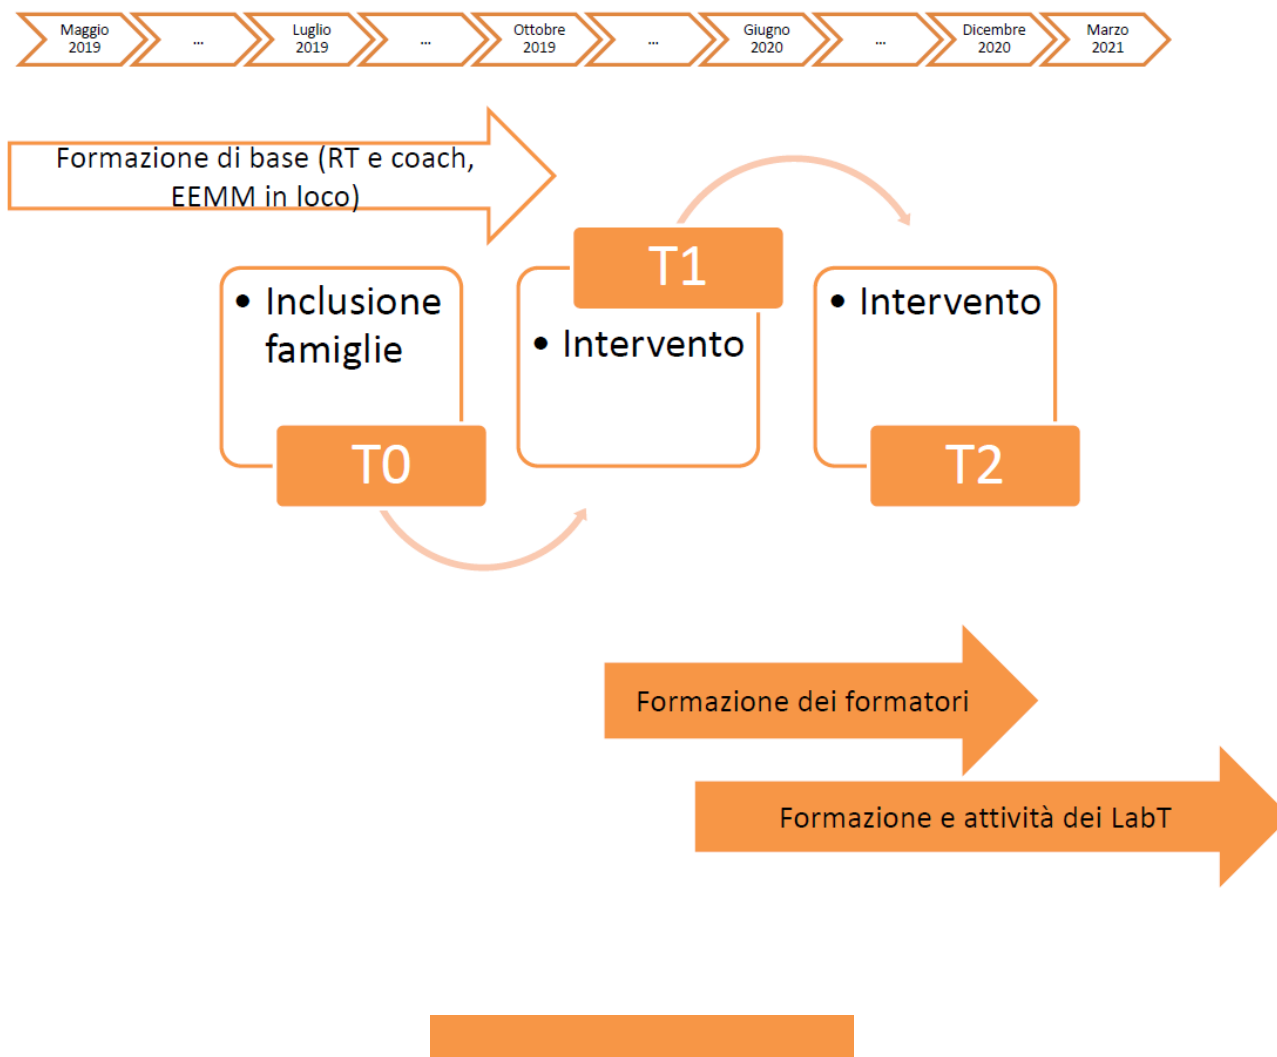 Maggio
2019
...
Luglio
2019
...
Ottobre
2019
...
Giugno
2020
...
Dicembre
2020
Marzo
2021
Formazione di base (RT e coach,
EEMM in loco)
• Inclusione
famiglie
T0
T1
• Intervento
• Intervento
T2
Formazione dei formatori
Formazione e attività dei LabT